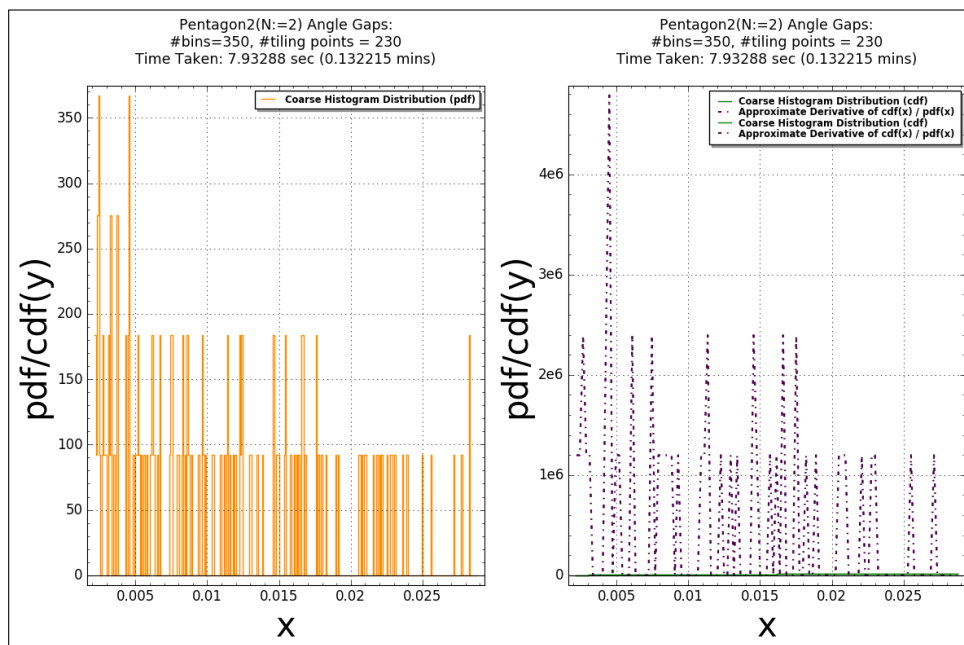 Pentagon2(N:=2) Angle Gaps:
#bins=350, #tiling points = 230
Time Taken: 7.93288 sec (0.132215 mins)
Coarse Histogram Distribution (pdf)
350
300
250
200
150
100
50
0
pdf/cdf(y)
0.005
0.01
0.015
0.02
0.025
x
Pentagon2(N:=2) Angle Gaps:
#bins=350, #tiling points = 230
Time Taken: 7.93288 sec (0.132215 mins)
Coarse Histogram Distribution (cdf)
Approximate Derivative of cdf(x) / pdf(x)
Coarse Histogram Distribution (cdf)
Approximate Derivative of cdf(x) / pdf(x)
4e6
3e6
2e6
1e6
0
pdf/cdf(y)
0.005
0.01
0.015
0.02
0.025
x